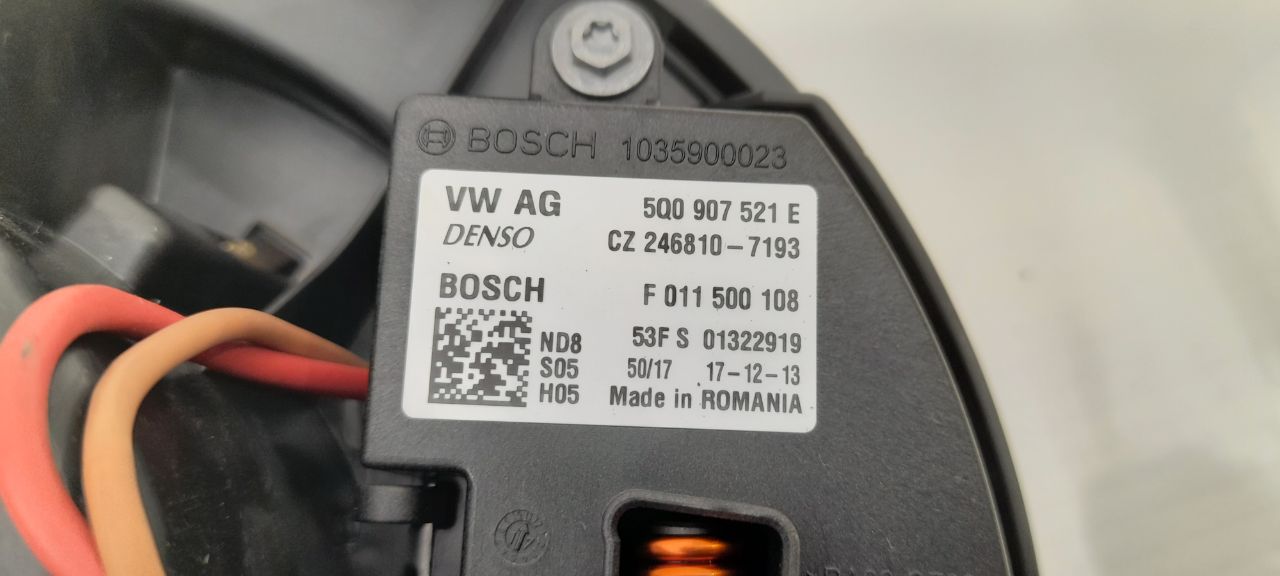 BOSCH 1035900023
VW AG 5Q0 907 521 E
DENSO CZ 246810-7193
BOSCH F 011 500 108
ND8 53F S 01322919
S05 50/17 17-12-13
H05 Made in ROMANIA